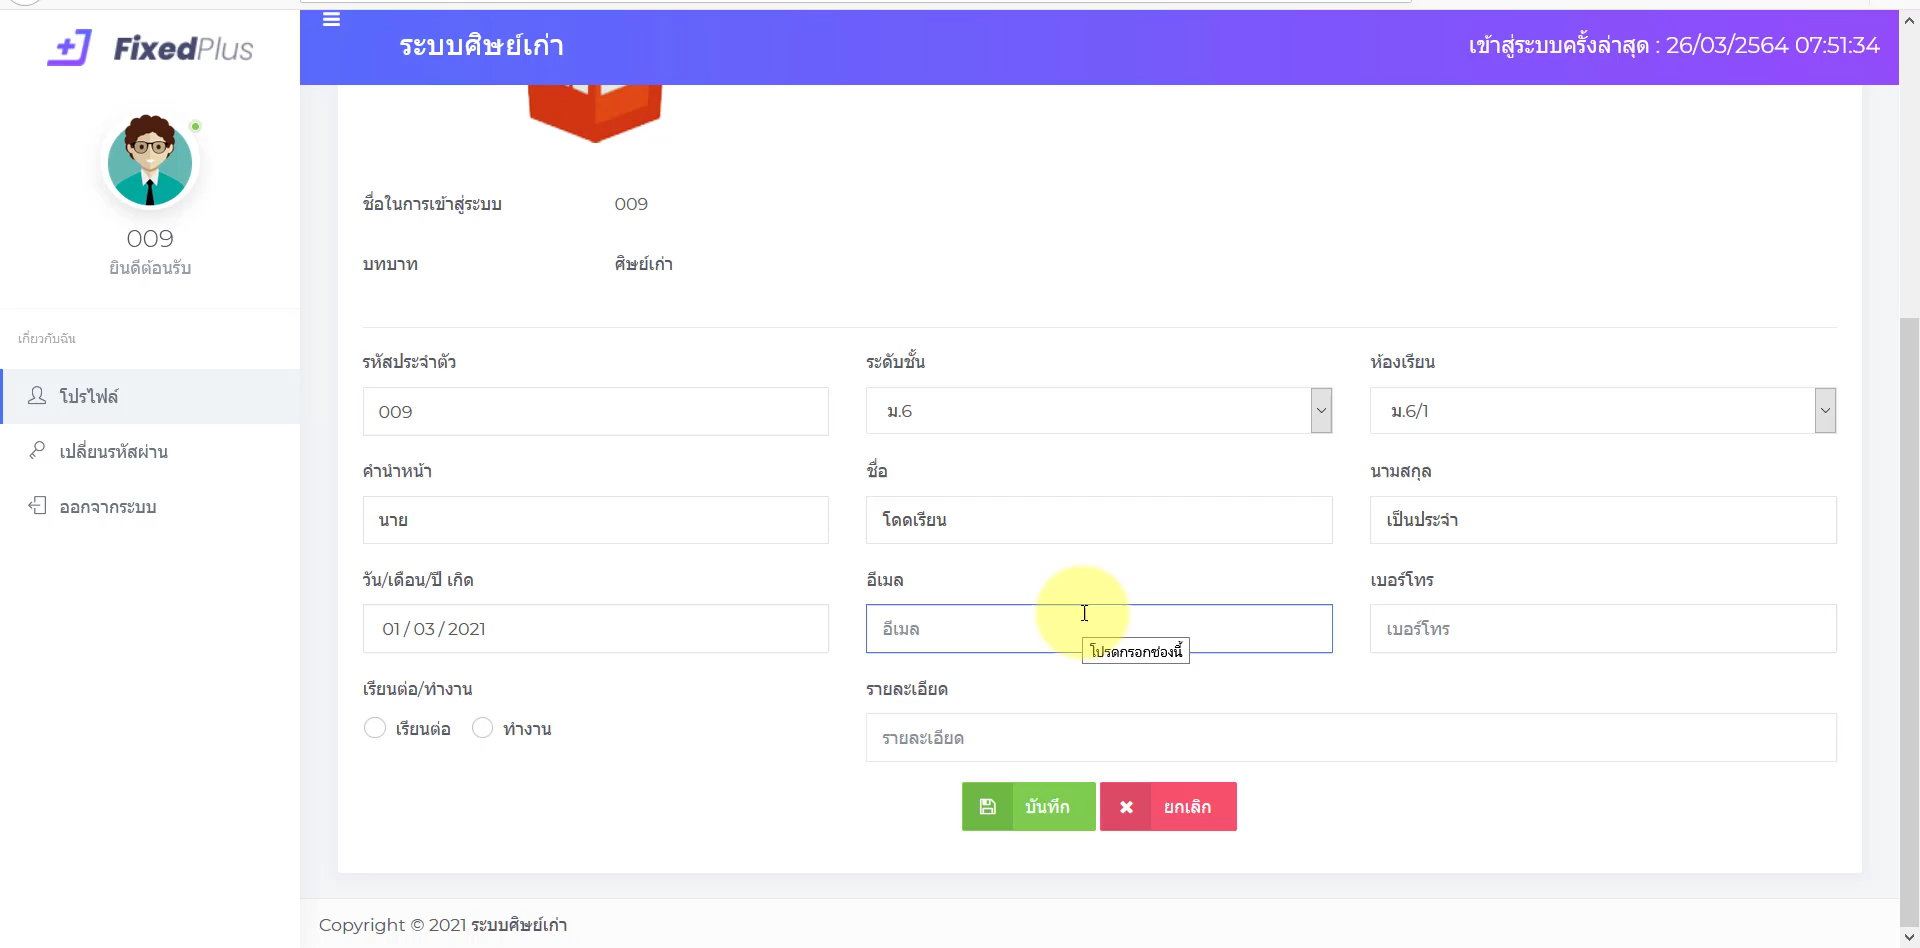 FixedPlus
ระบบศิษย์เก่า
เข้าสู่ระบบครั้งล่าสุด : 26/03/2564 07:51:34
009
ยินดีต้อนรับ
เกี่ยวกับฉัน
โปรไฟล์
เปลี่ยนรหัสผ่าน
ออกจากระบบ
ชื่อในการเข้าสู่ระบบ 009
บทบาท ศิษย์เก่า
รหัสประจำตัว ระดับชั้น ห้องเรียน
009 ม.6 ม.6/1
คำนำหน้า ชื่อ นามสกุล
นาย โดดเรียน เป็นประจำ
วัน/เดือน/ปี เกิด อีเมล เบอร์โทร
01 / 03 / 2021 อีเมล เบอร์โทร
โปรดกรอกช่องนี้
เรียนต่อ/ทำงาน รายละเอียด
เรียนต่อ ทำงาน รายละเอียด
บันทึก ยกเลิก
Copyright © 2021 ระบบศิษย์เก่า